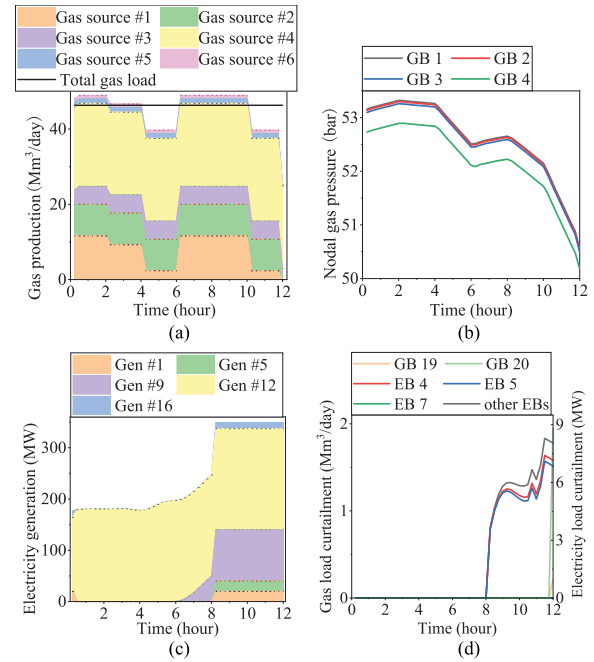 Gas source #1 Gas source #2
Gas source #3 Gas source #4
Gas source #5 Gas source #6
Total gas load
Gas production (Mm³/day)
40
20
0
0 2 4 6 8 10 12
Time (hour)
(a)
GB 1 GB 2
GB 3 GB 4
Nodal gas pressure (bar)
53
52
51
50
0 2 4 6 8 10 12
Time (hour)
(b)
Gen #1 Gen #5
Gen #9 Gen #12
Gen #16
Electricity generation (MW)
300
200
100
0
0 2 4 6 8 10 12
Time (hour)
(c)
GB 19 GB 20
EB 4 EB 5
EB 7 other EBs
Gas load curtailment (Mm³/day)
2
1
0
0 2 4 6 8 10 12
Time (hour)
9
6
3
0
Electricity load curtailment (MW)
(d)